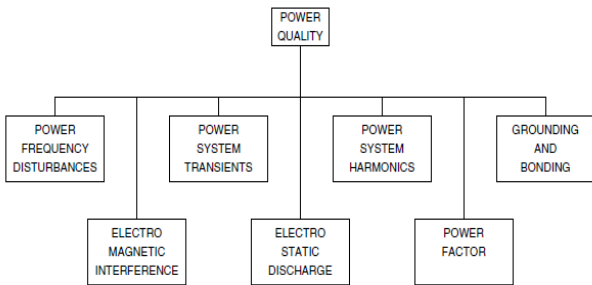 POWER
QUALITY
POWER
FREQUENCY
DISTURBANCES
POWER
SYSTEM
TRANSIENTS
POWER
SYSTEM
HARMONICS
GROUNDING
AND
BONDING
ELECTRO
MAGNETIC
INTERFERENCE
ELECTRO
STATIC
DISCHARGE
POWER
FACTOR